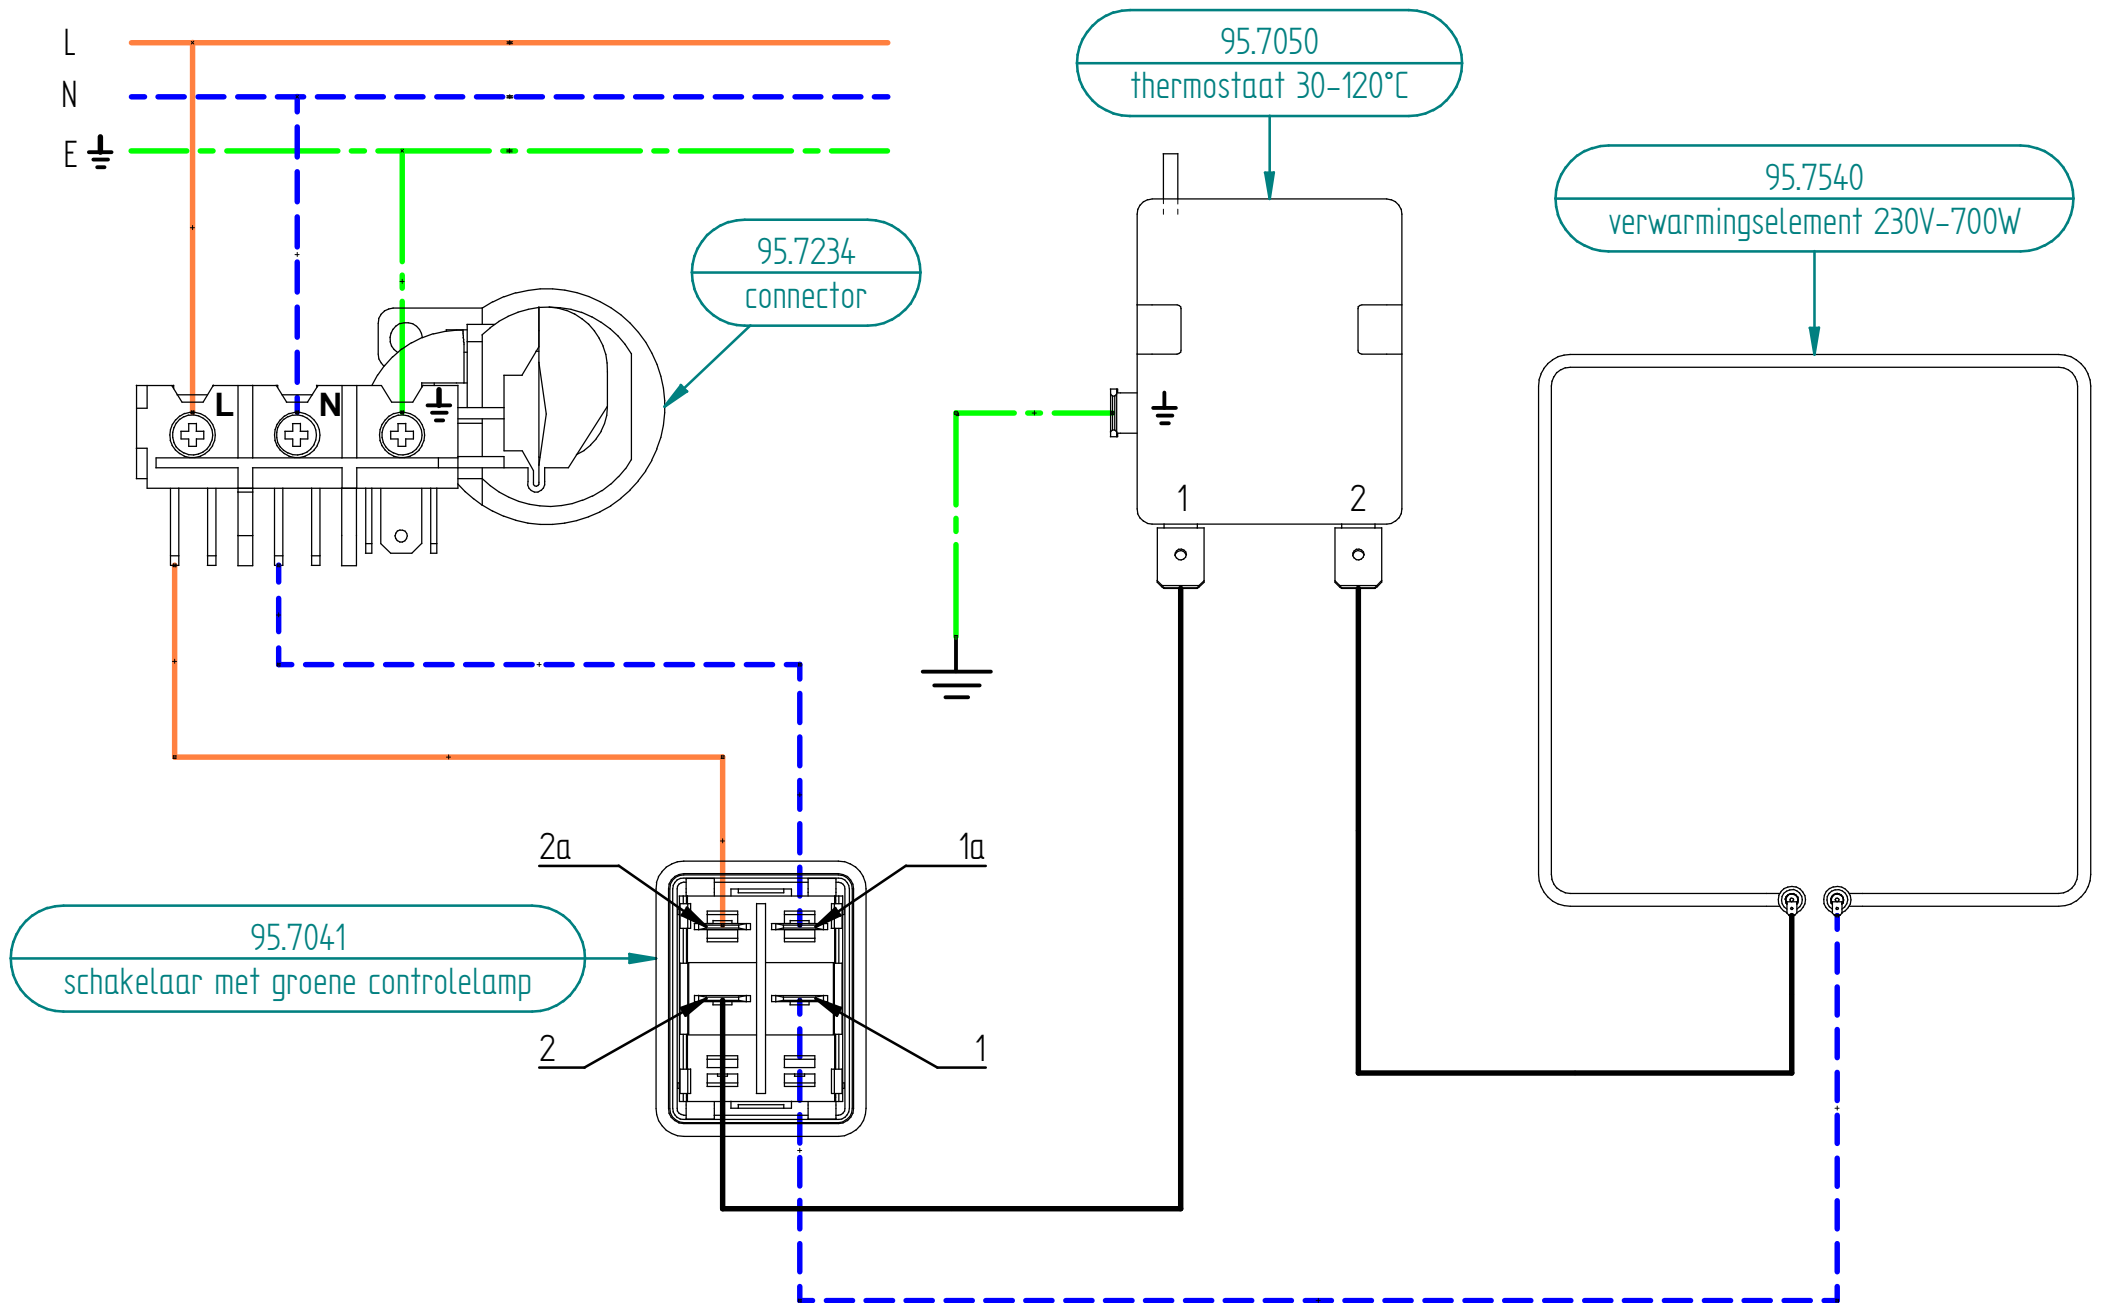 L
N
E
95.7050
thermostaat 30-120°C
95.7540
verwarmingselement 230V-700W
95.7234
connector
L N
1 2
2a 1a
95.7041
schakelaar met groene controlelamp
2 1